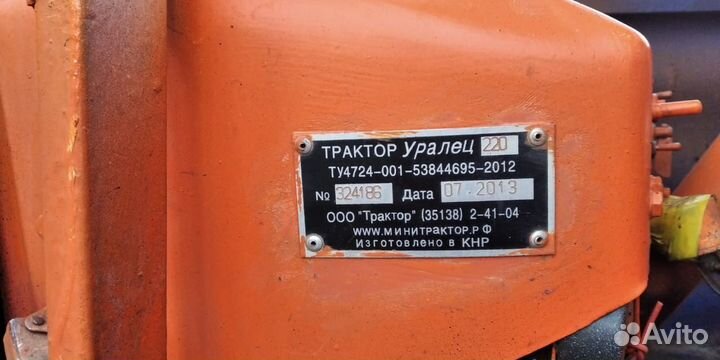 ТРАКТОР Уралец 220
ТУ4724-001-53844695-2012
№ 324186 Дата 07.2013
ООО "Трактор" (35138) 2-41-04
www.минитрактор.рф
Изготовлено в КНР
Avito